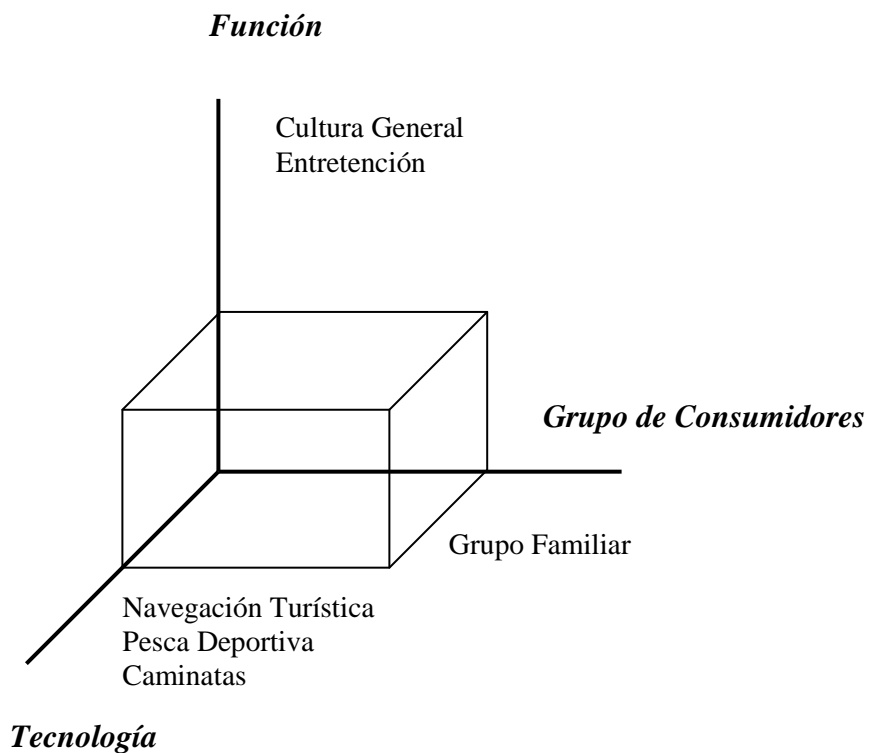 Función
Cultura General
Entretención
Grupo de Consumidores
Grupo Familiar
Navegación Turística
Pesca Deportiva
Caminatas
Tecnología